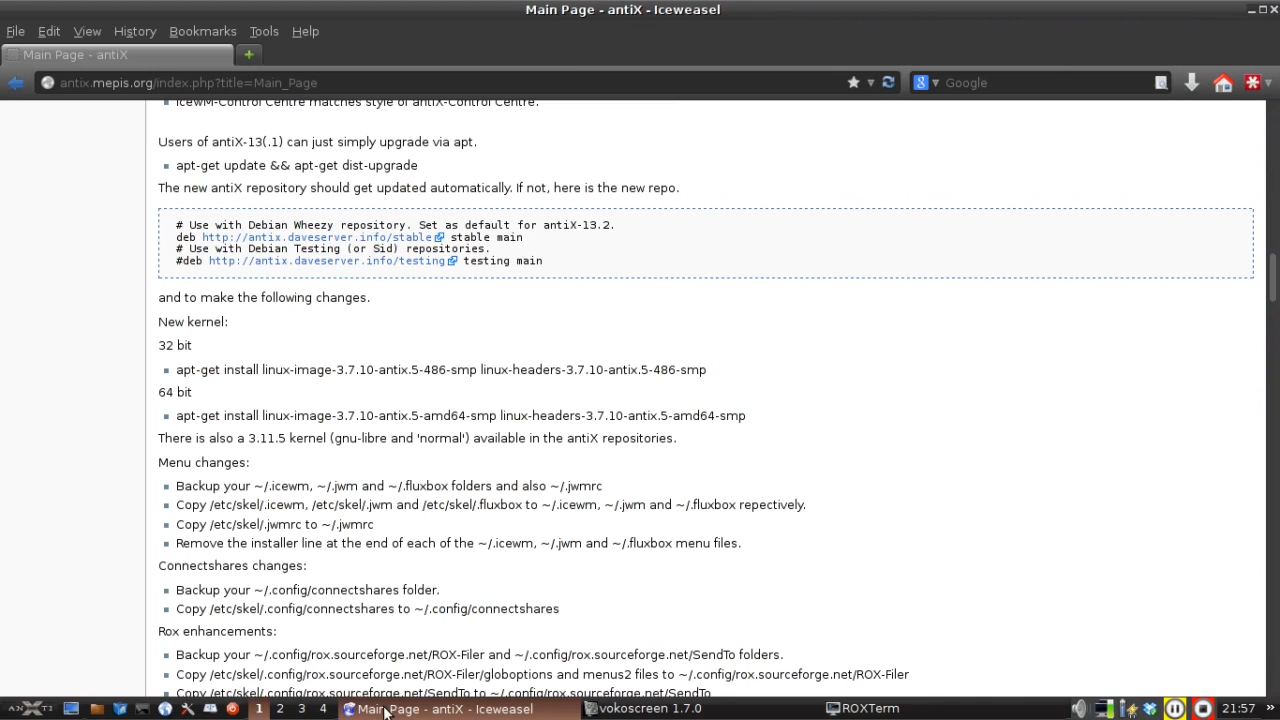 Main Page - antiX - Iceweasel
File Edit View History Bookmarks Tools Help
Main Page - antiX
antix.mepis.org/index.php?title=Main_Page
Google
IceWM-Control Centre matches style of antiX-Control Centre.
Users of antiX-13(.1) can just simply upgrade via apt.
apt-get update && apt-get dist-upgrade
The new antiX repository should get updated automatically. If not, here is the new repo.
# Use with Debian Wheezy repository. Set as default for antiX-13.2.
deb http://antix.daveserver.info/stable stable main
# Use with Debian Testing (or Sid) repositories.
#deb http://antix.daveserver.info/testing testing main
and to make the following changes.
New kernel:
32 bit
apt-get install linux-image-3.7.10-antix.5-486-smp linux-headers-3.7.10-antix.5-486-smp
64 bit
apt-get install linux-image-3.7.10-antix.5-amd64-smp linux-headers-3.7.10-antix.5-amd64-smp
There is also a 3.11.5 kernel (gnu-libre and 'normal') available in the antiX repositories.
Menu changes:
Backup your ~/.icewm, ~/.jwm and ~/.fluxbox folders and also ~/.jwmrc
Copy /etc/skel/.icewm, /etc/skel/.jwm and /etc/skel/.fluxbox to ~/.icewm, ~/.jwm and ~/.fluxbox repectively.
Copy /etc/skel/.jwmrc to ~/.jwmrc
Remove the installer line at the end of each of the ~/.icewm, ~/.jwm and ~/.fluxbox menu files.
Connectshares changes:
Backup your ~/.config/connectshares folder.
Copy /etc/skel/.config/connectshares to ~/.config/connectshares
Rox enhancements:
Backup your ~/.config/rox.sourceforge.net/ROX-Filer and ~/.config/rox.sourceforge.net/SendTo folders.
Copy /etc/skel/.config/rox.sourceforge.net/ROX-Filer/globoptions and menus2 files to ~/.config/rox.sourceforge.net/ROX-Filer
Copy /etc/skel/.config/rox.sourceforge.net/SendTo to ~/.config/rox.sourceforge.net/SendTo
antiX 1 2 3 4 Main Page - antiX - Iceweasel vokoscreen 1.7.0 ROXTerm 21:57 »